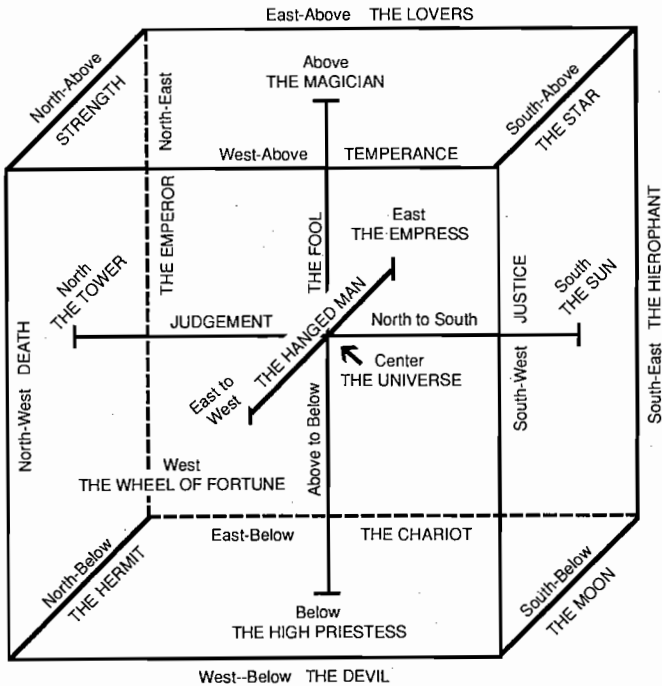 East-Above THE LOVERS
Above
THE MAGICIAN
North-Above
STRENGTH
North-East
THE EMPEROR
South-Above
THE STAR
West-Above TEMPERANCE
THE FOOL
Above to Below
East
THE EMPRESS
North
THE TOWER
South
THE SUN
JUSTICE
South-West
South-East THE HIEROPHANT
North-West DEATH
JUDGEMENT
North to South
THE HANGED MAN
East to
West
Center
THE UNIVERSE
West
THE WHEEL OF FORTUNE
East-Below THE CHARIOT
North-Below
THE HERMIT
South-Below
THE MOON
Below
THE HIGH PRIESTESS
West--Below THE DEVIL